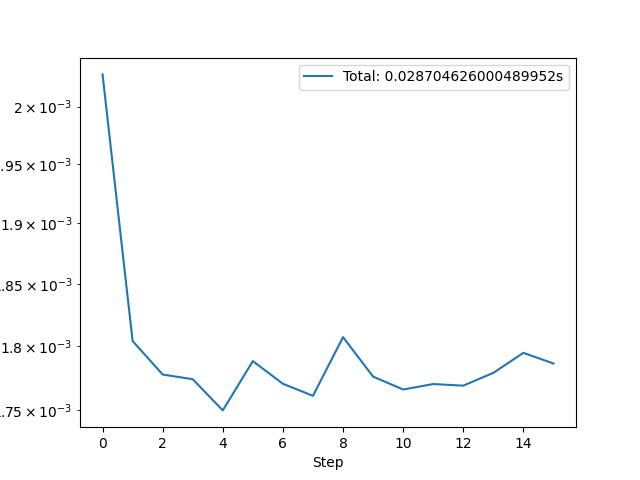 Total: 0.028704626000489952s
2 × 10⁻³
.95 × 10⁻³
1.9 × 10⁻³
.85 × 10⁻³
1.8 × 10⁻³
.75 × 10⁻³
0 2 4 6 8 10 12 14
Step